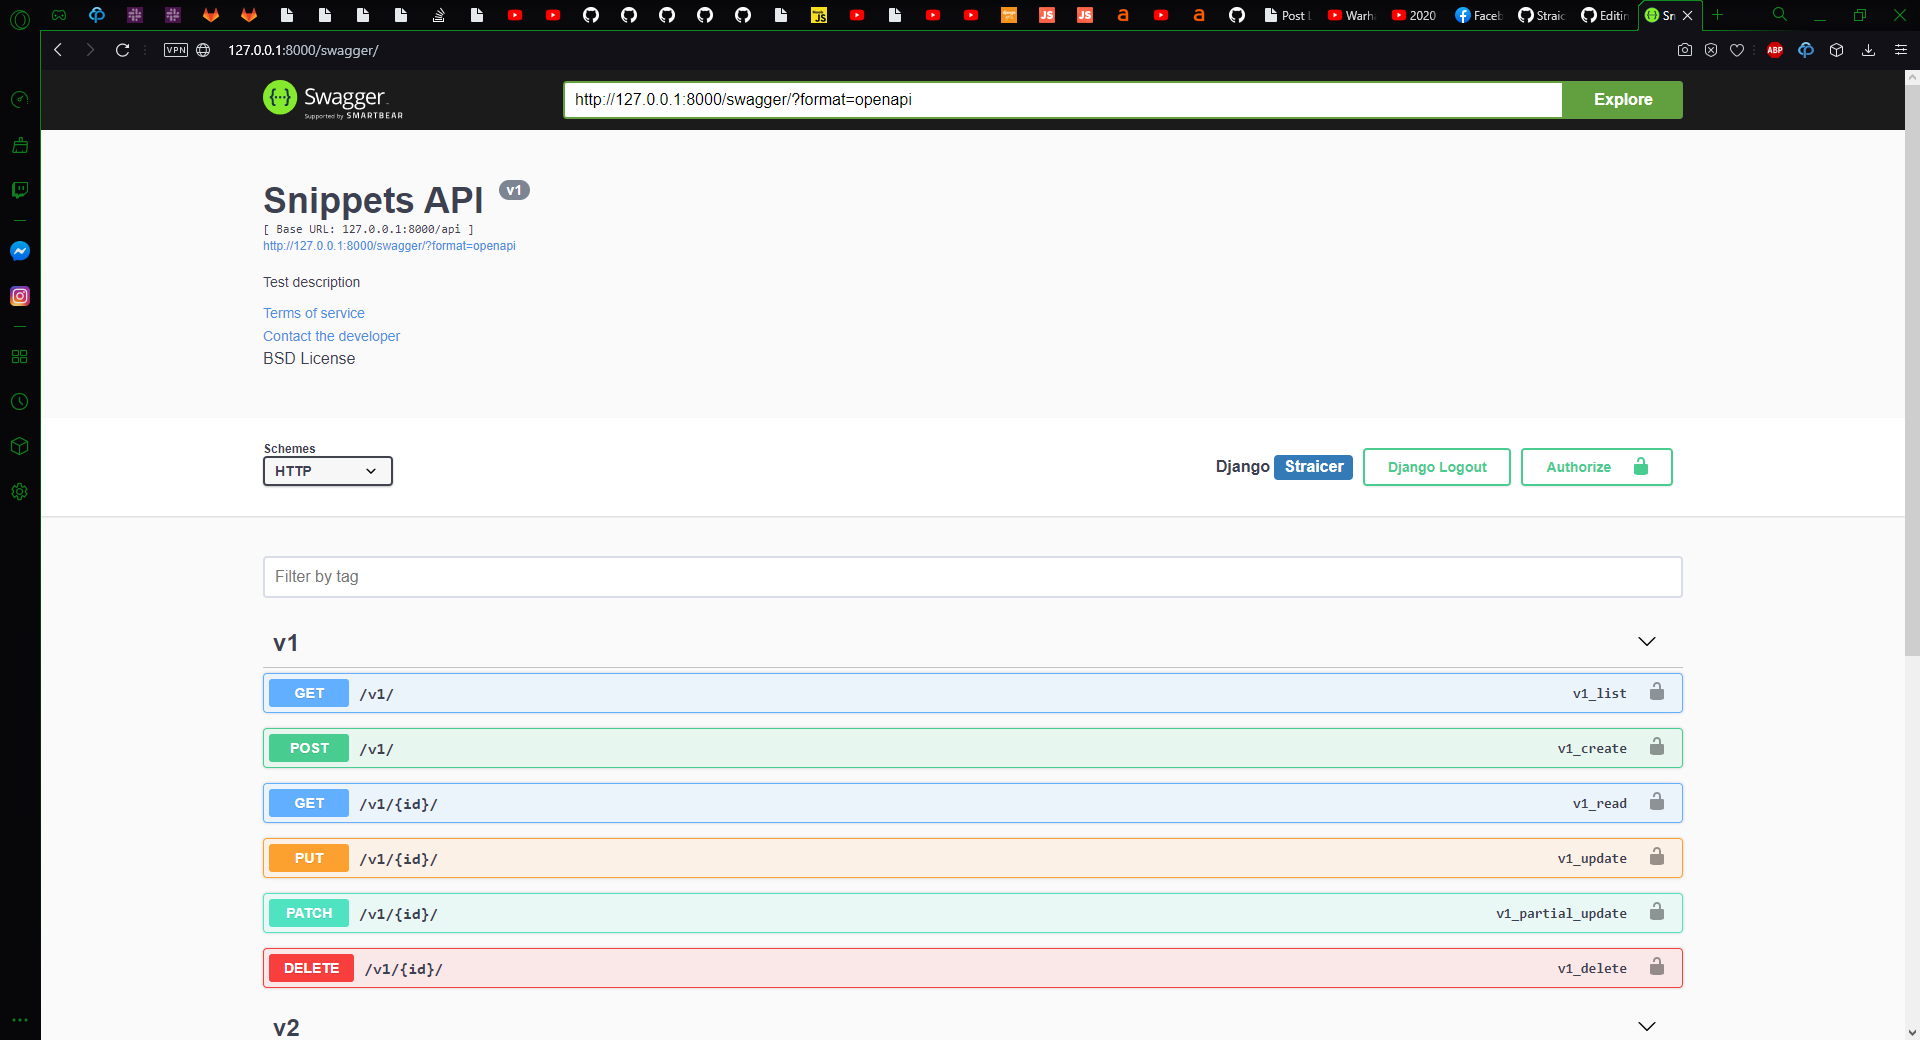 Post
Warh
2020
Faceb
Straic
Editin
Sn
VPN
127.0.0.1:8000/swagger/
ABP
Swagger
Supported by SMARTBEAR
http://127.0.0.1:8000/swagger/?format=openapi
Explore
Snippets API v1
[ Base URL: 127.0.0.1:8000/api ]
http://127.0.0.1:8000/swagger/?format=openapi
Test description
Terms of service
Contact the developer
BSD License
Schemes
HTTP
Django Straicer
Django Logout
Authorize
Filter by tag
v1
GET /v1/ v1_list
POST /v1/ v1_create
GET /v1/{id}/ v1_read
PUT /v1/{id}/ v1_update
PATCH /v1/{id}/ v1_partial_update
DELETE /v1/{id}/ v1_delete
v2